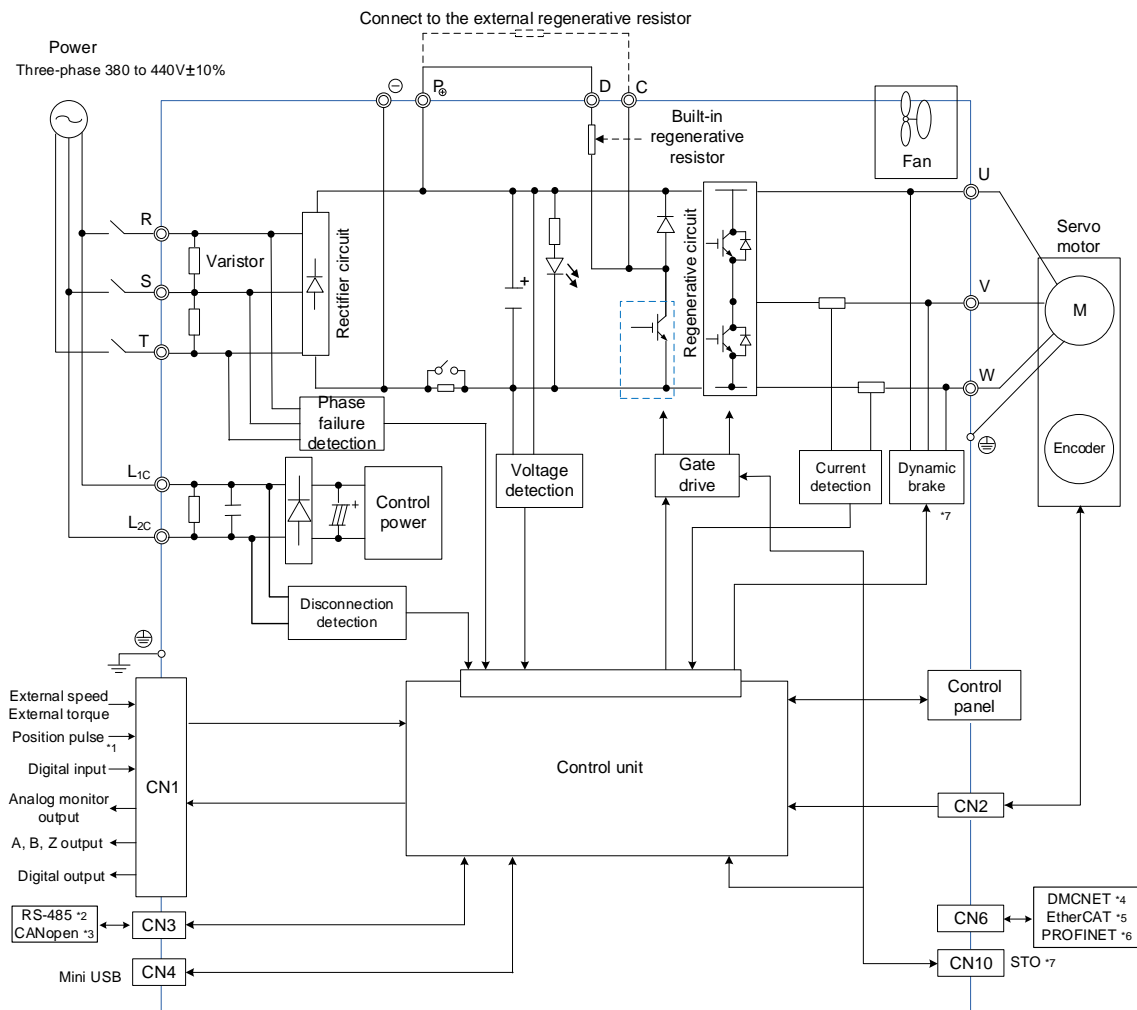 Connect to the external regenerative resistor
Power
Three-phase 380 to 440V±10%
⊖
P⊕
D
C
Built-in
regenerative
resistor
Fan
U
R
Varistor
S
T
Rectifier circuit
Regenerative circuit
Servo
motor
V
M
W
Phase
failure
detection
L1C
L2C
Control
power
Voltage
detection
Gate
drive
Current
detection
Dynamic
brake
*7
Encoder
Disconnection
detection
External speed
External torque
Position pulse *1
Digital input
Analog monitor
output
A, B, Z output
Digital output
CN1
Control unit
Control
panel
CN2
RS-485 *2
CANopen *3
CN3
Mini USB
CN4
CN6
DMCNET *4
EtherCAT *5
PROFINET *6
CN10
STO *7
+
+